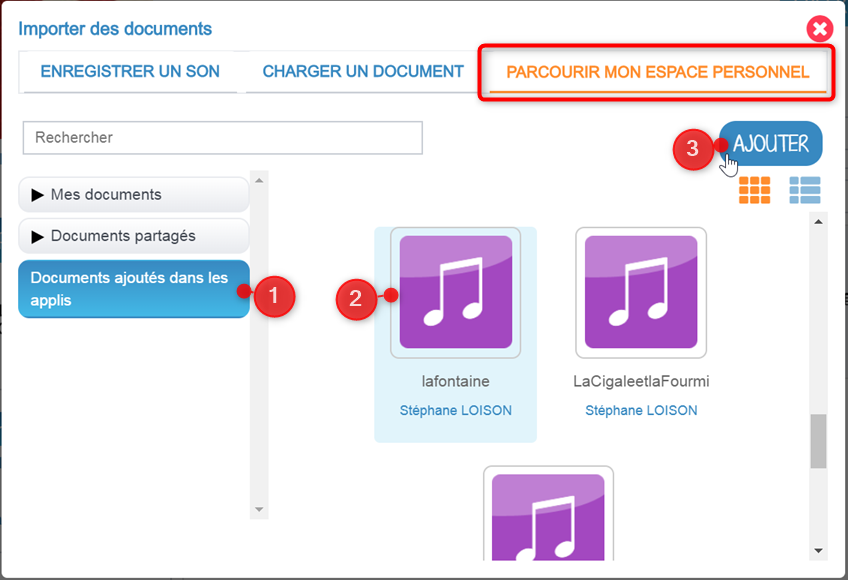 Importer des documents
ENREGISTRER UN SON
CHARGER UN DOCUMENT
PARCOURIR MON ESPACE PERSONNEL
Rechercher
3
AJOUTER
Mes documents
Documents partagés
Documents ajoutés dans les
applis
1
2
lafontaine
Stéphane LOISON
LaCigaleetlaFourmi
Stéphane LOISON